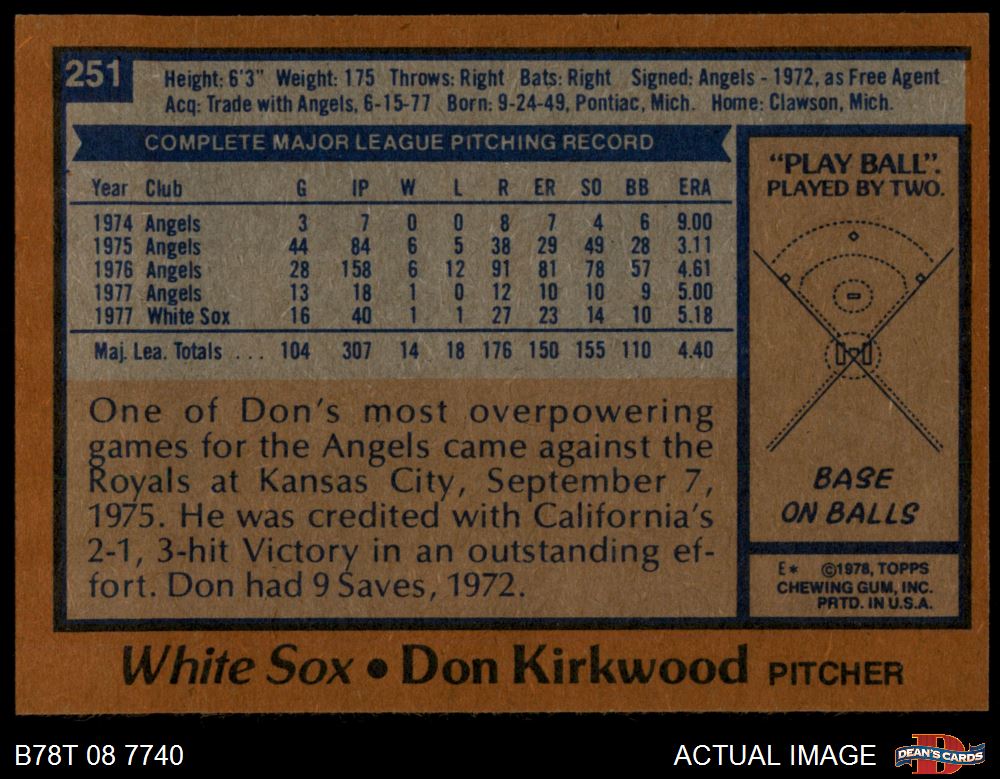 251
Height: 6'3" Weight: 175 Throws: Right Bats: Right Signed: Angels - 1972, as Free Agent
Acq: Trade with Angels, 6-15-77 Born: 9-24-49, Pontiac, Mich. Home: Clawson, Mich.
COMPLETE MAJOR LEAGUE PITCHING RECORD
Year Club G IP W L R ER SO BB ERA
1974 Angels 3 7 0 0 8 7 4 6 9.00
1975 Angels 44 84 6 5 38 29 49 28 3.11
1976 Angels 28 158 6 12 91 81 78 57 4.61
1977 Angels 13 18 1 0 12 10 10 9 5.00
1977 White Sox 16 40 1 1 27 23 14 10 5.18
Maj. Lea. Totals . . . 104 307 14 18 176 150 155 110 4.40
One of Don's most overpowering
games for the Angels came against the
Royals at Kansas City, September 7,
1975. He was credited with California's
2-1, 3-hit Victory in an outstanding ef-
fort. Don had 9 Saves, 1972.
"PLAY BALL".
PLAYED BY TWO.
BASE
ON BALLS
E* ©1978, TOPPS
CHEWING GUM, INC.
PRTD. IN U.S.A.
White Sox • Don Kirkwood PITCHER
B78T 08 7740
ACTUAL IMAGE
D
DEAN'S CARDS